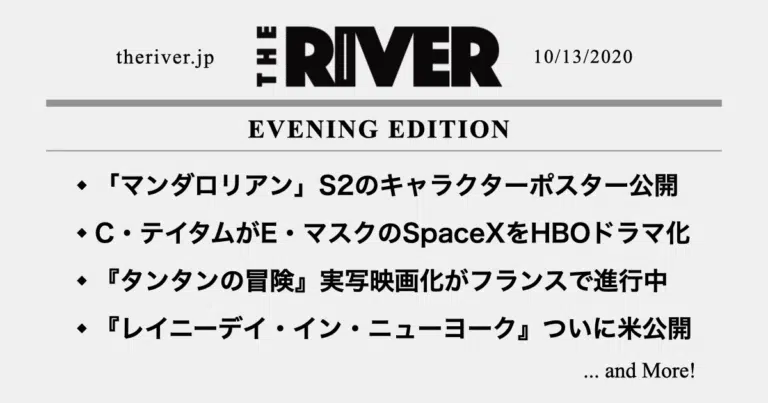 theriver.jp
THE RIVER
10/13/2020
EVENING EDITION
◆ 「マンダロリアン」S2のキャラクターポスター公開
◆ C・テイタムがE・マスクのSpaceXをHBOドラマ化
◆ 『タンタンの冒険』実写映画化がフランスで進行中
◆ 『レイニーデイ・イン・ニューヨーク』ついに米公開
... and More!